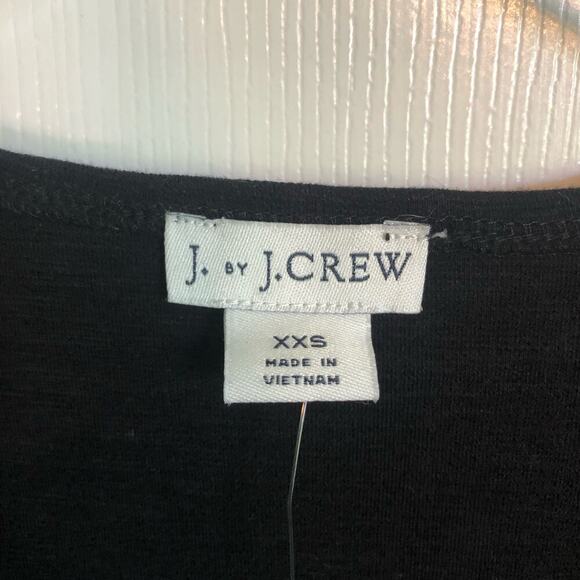 J. BY J.CREW
XXS
MADE IN
VIETNAM